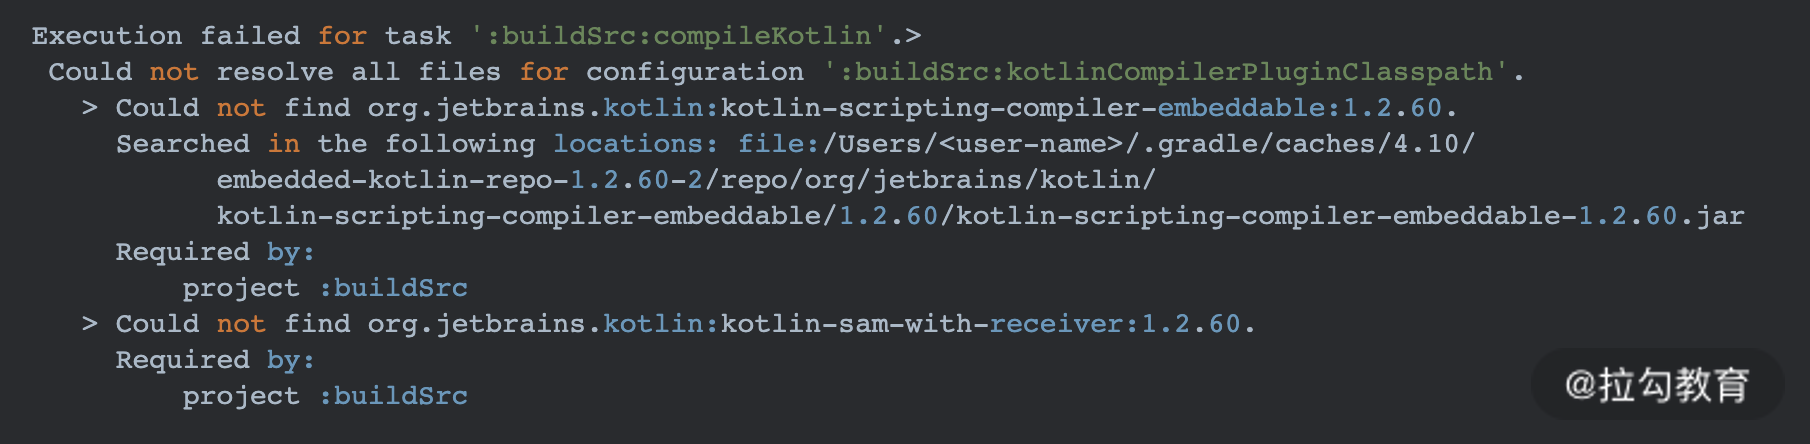 Execution failed for task ':buildSrc:compileKotlin'.>
Could not resolve all files for configuration ':buildSrc:kotlinCompilerPluginClasspath'.
> Could not find org.jetbrains.kotlin:kotlin-scripting-compiler-embeddable:1.2.60.
Searched in the following locations: file:/Users/<user-name>/.gradle/caches/4.10/
embedded-kotlin-repo-1.2.60-2/repo/org/jetbrains/kotlin/
kotlin-scripting-compiler-embeddable/1.2.60/kotlin-scripting-compiler-embeddable-1.2.60.jar
Required by:
project :buildSrc
> Could not find org.jetbrains.kotlin:kotlin-sam-with-receiver:1.2.60.
Required by:
project :buildSrc
@拉勾教育